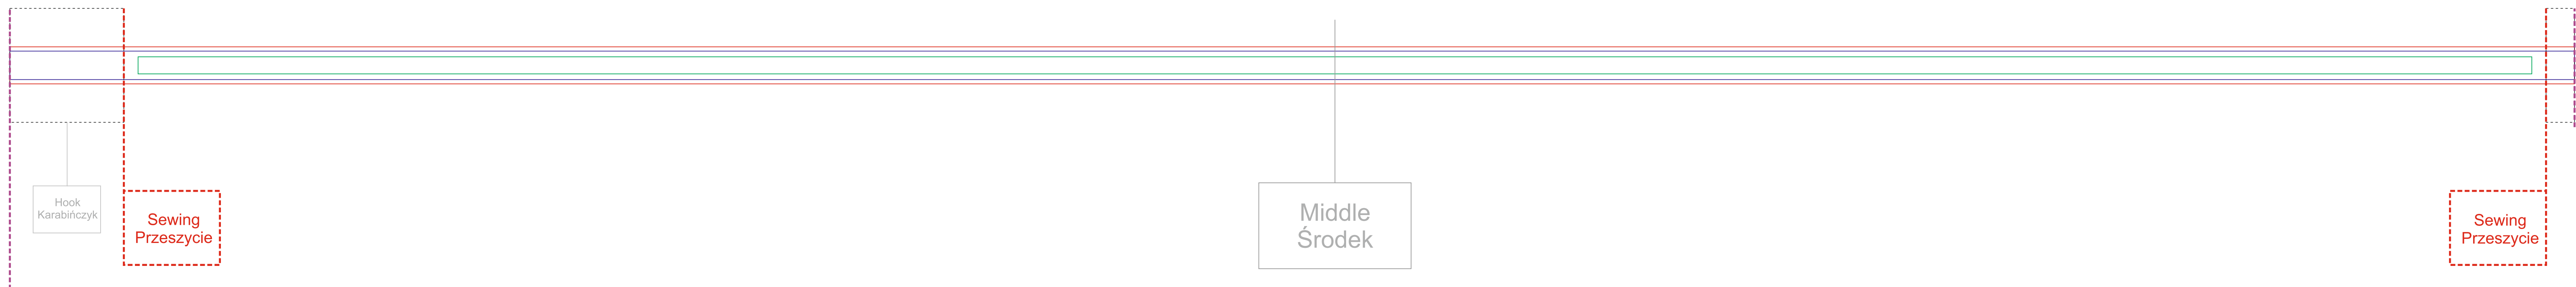 Hook
Karabińczyk
Sewing
Przeszycie
Middle
Środek
Sewing
Przeszycie